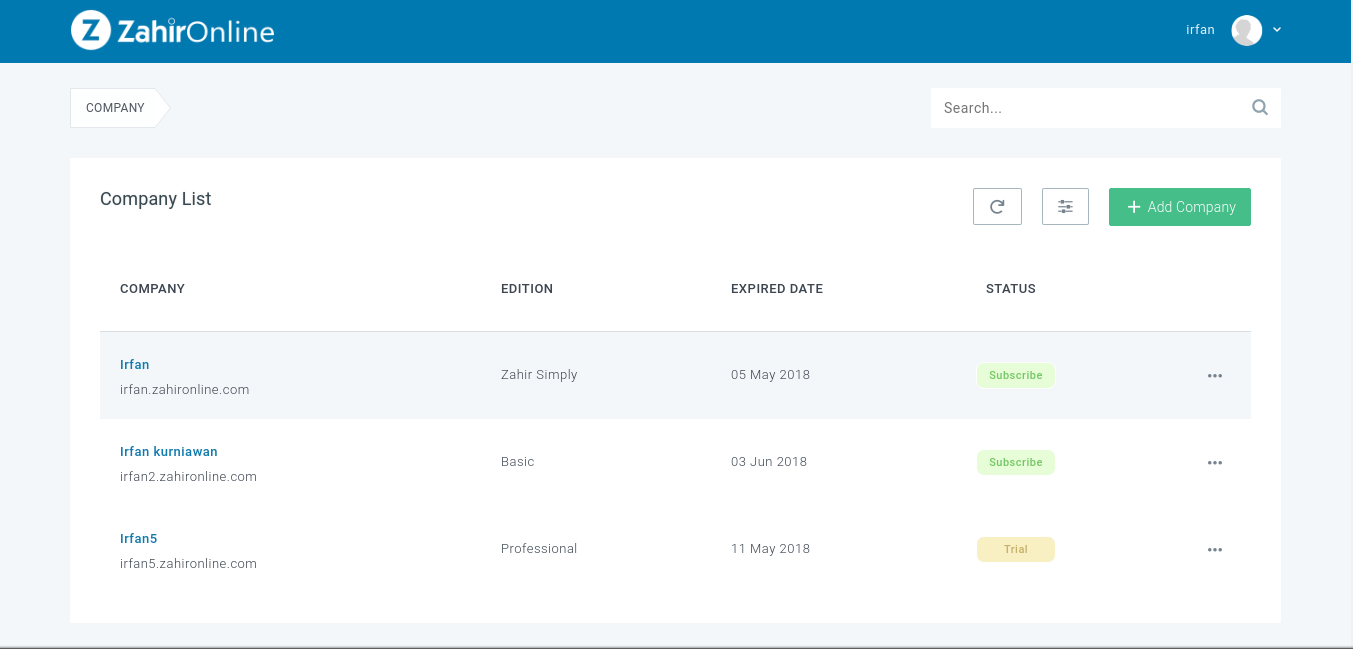 Z ZahirOnline
irfan
COMPANY
Search...
Company List
+ Add Company
COMPANY EDITION EXPIRED DATE STATUS
Irfan
irfan.zahironline.com
Zahir Simply 05 May 2018 Subscribe
Irfan kurniawan
irfan2.zahironline.com
Basic 03 Jun 2018 Subscribe
Irfan5
irfan5.zahironline.com
Professional 11 May 2018 Trial